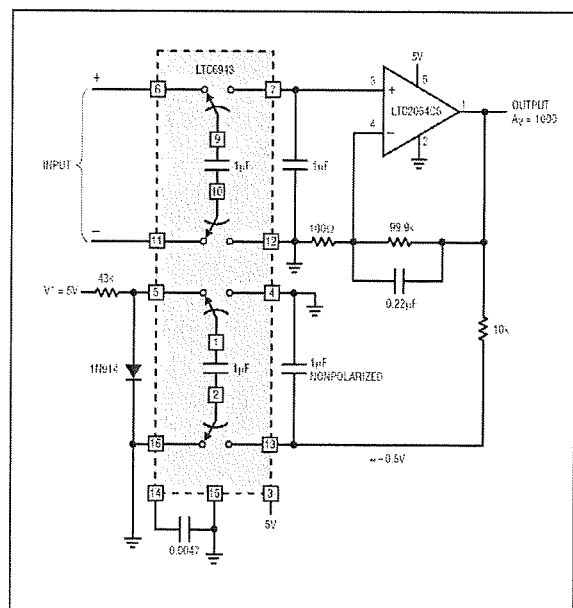 LTC6943
5V
+
6
7
3
5
+
1
OUTPUT
AV = 1000
LTC2054CS
9
4
−
2
INPUT
1µF
1µF
10
100Ω
99.9k
−
11
12
0.22µF
43k
V+ = 5V
5
4
10k
1
1N914
1µF
1µF
NONPOLARIZED
2
16
13
≈ –0.5V
14
15
3
5V
0.0047